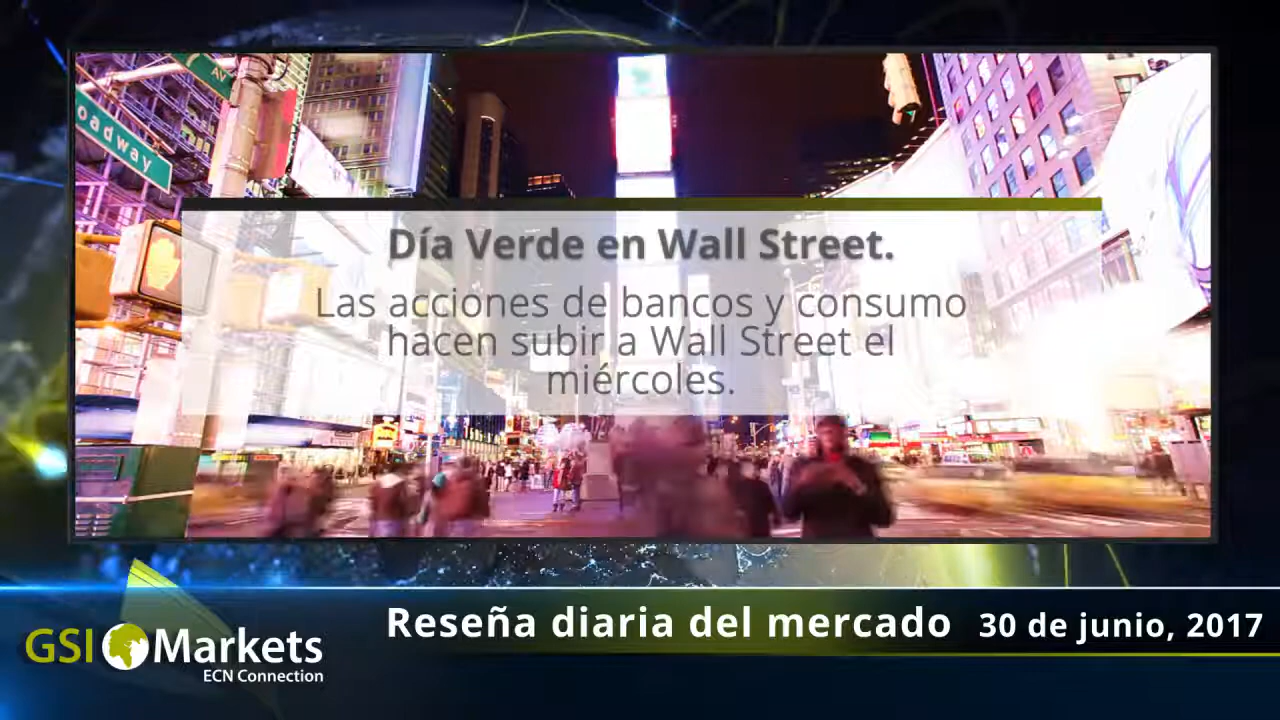 AV
oadway
Día Verde en Wall Street.
Las acciones de bancos y consumo
hacen subir a Wall Street el
miércoles.
Reseña diaria del mercado 30 de junio, 2017
GSI Markets
ECN Connection